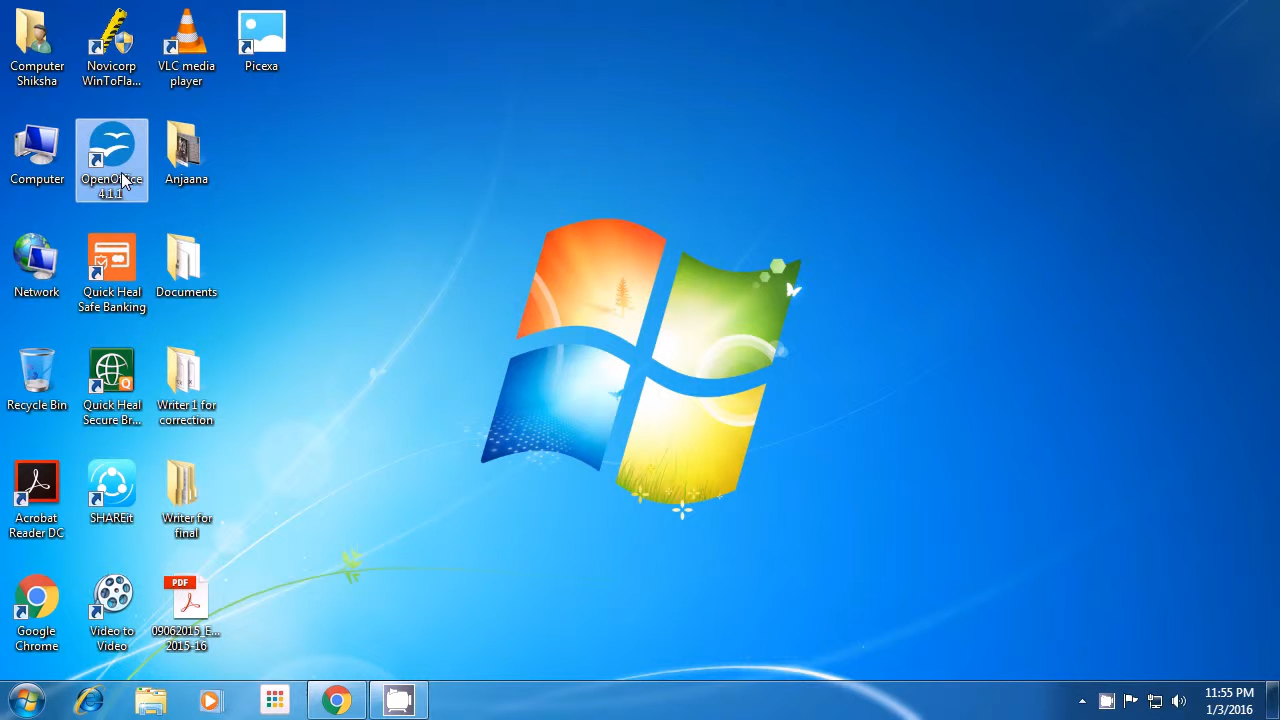 Computer
Shiksha
Novicorp
WinToFla...
VLC media
player
Picexa
Computer
OpenOffice
4.1.1
Anjaana
Network
Quick Heal
Safe Banking
Documents
Recycle Bin
Quick Heal
Secure Br...
Writer 1 for
correction
Acrobat
Reader DC
SHAREit
Writer for
final
Google
Chrome
Video to
Video
PDF
09062015_E...
2015-16
11:55 PM
1/3/2016